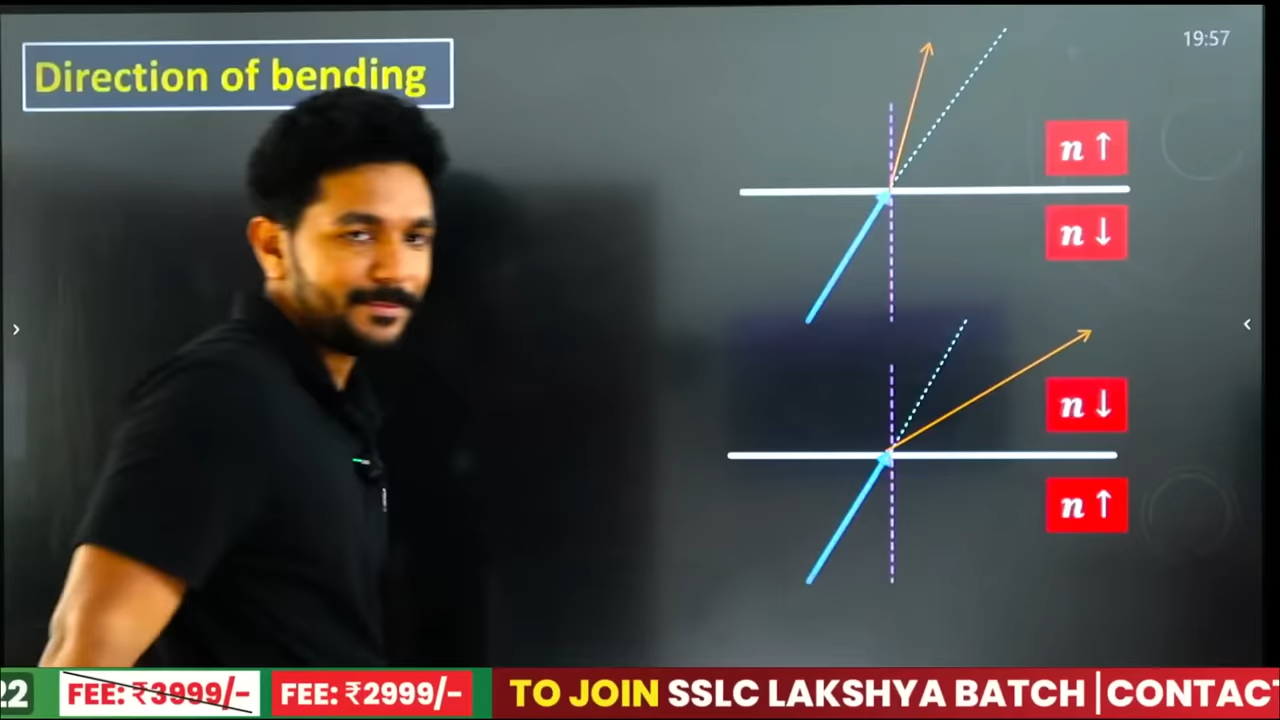 Direction of bending
19:57
n ↑
n ↓
n ↓
n ↑
22 FEE: ₹3999/- FEE: ₹2999/- TO JOIN SSLC LAKSHYA BATCH | CONTACT